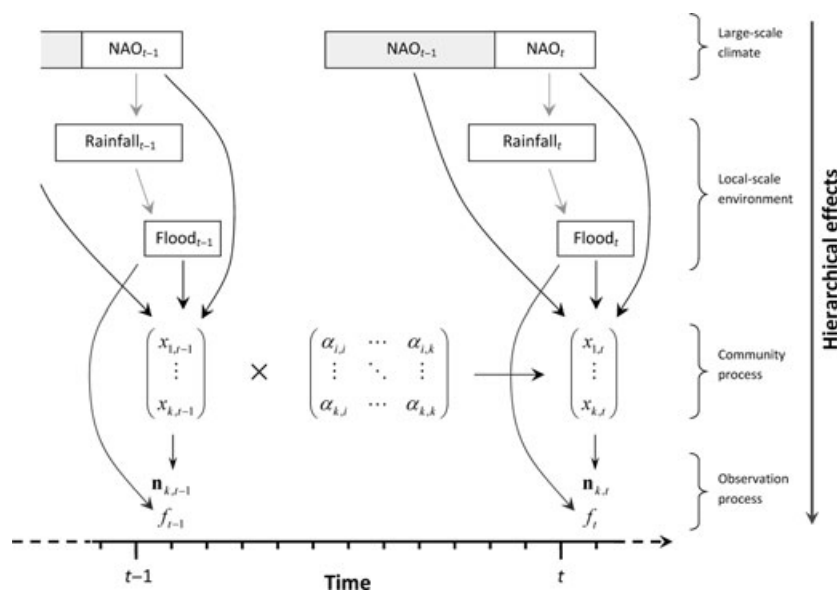 NAOₜ₋₁
NAOₜ₋₁
NAOₜ
Large-scale
climate
Rainfallₜ₋₁
Rainfallₜ
Local-scale
environment
Floodₜ₋₁
Floodₜ
Hierarchical effects
x₁,ₜ₋₁
⋮
xₖ,ₜ₋₁
×
αᵢ,ᵢ ⋯ αᵢ,ₖ
⋮ ⋱ ⋮
αₖ,ᵢ ⋯ αₖ,ₖ
x₁,ₜ
⋮
xₖ,ₜ
Community
process
nₖ,ₜ₋₁
fₜ₋₁
nₖ,ₜ
fₜ
Observation
process
t−1
Time
t